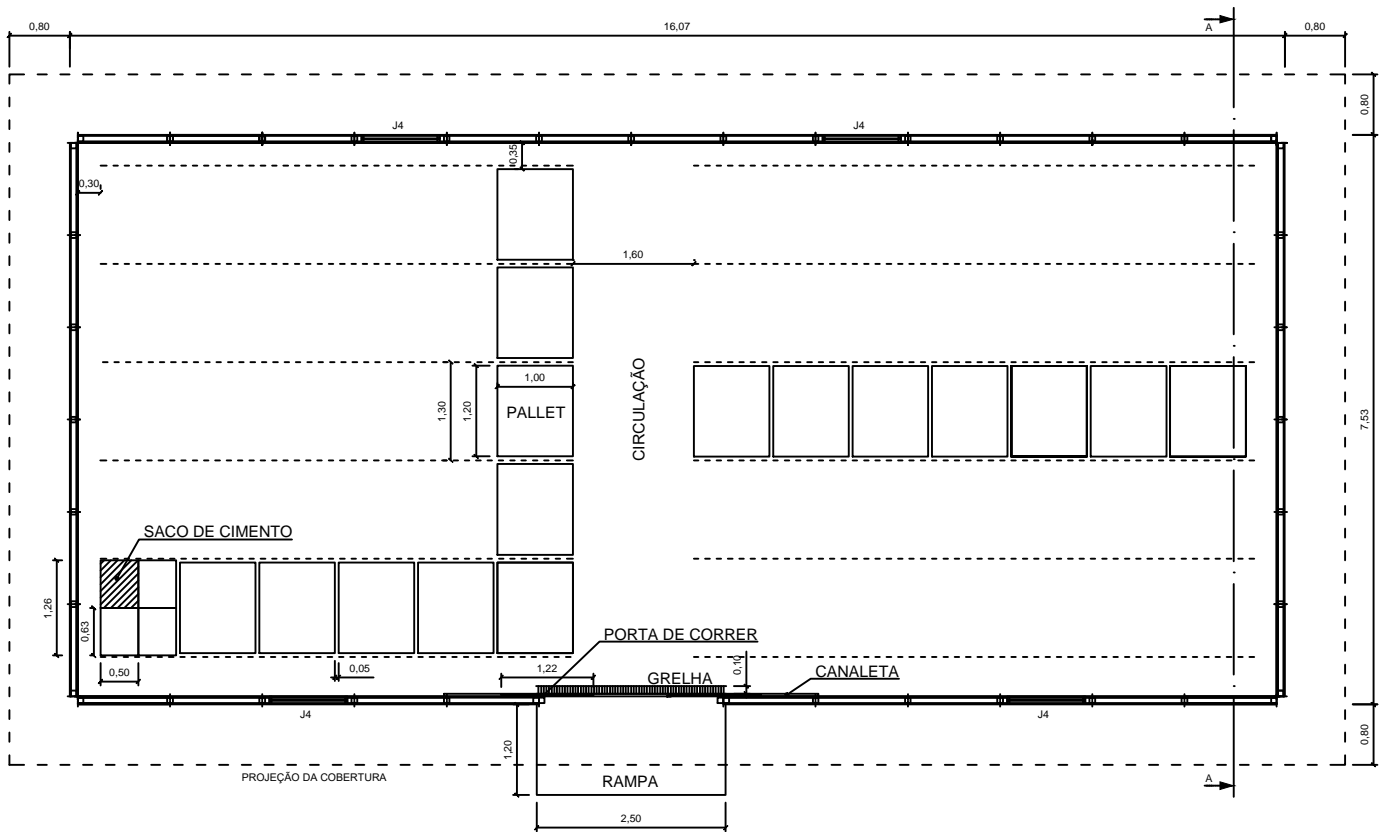 0,80
16,07
A
0,80
0,80
J4
J4
0,35
0,30
1,60
1,00
CIRCULAÇÃO
1,30
1,20
PALLET
7,53
SACO DE CIMENTO
1,26
0,63
PORTA DE CORRER
0,50
0,05
1,22
GRELHA
0,10
CANALETA
J4
J4
1,20
0,80
PROJEÇÃO DA COBERTURA
RAMPA
A
2,50